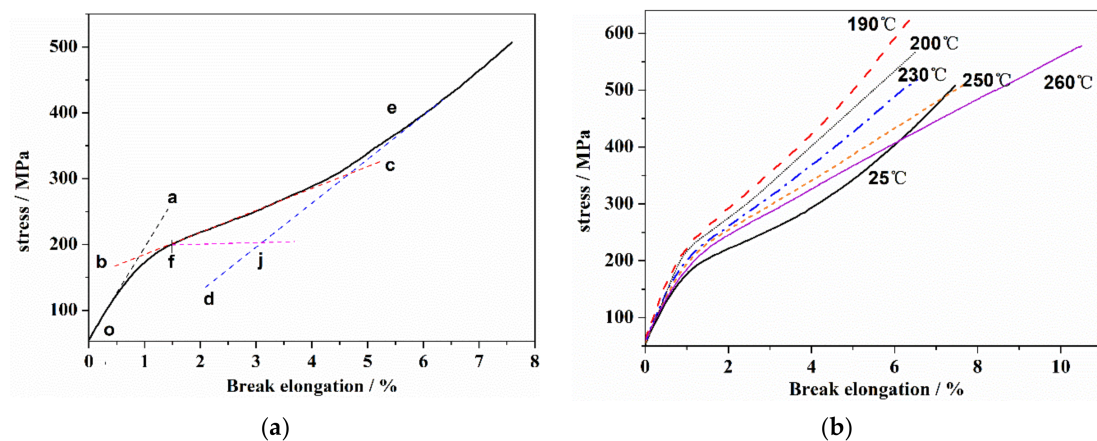 500
400
300
200
100
0 1 2 3 4 5 6 7 8
stress / MPa
Break elongation / %
a
b
c
d
e
f
j
o
(a)
600
500
400
300
200
100
0 2 4 6 8 10
stress / MPa
Break elongation / %
190℃
200℃
230℃
250℃
260℃
25℃
(b)